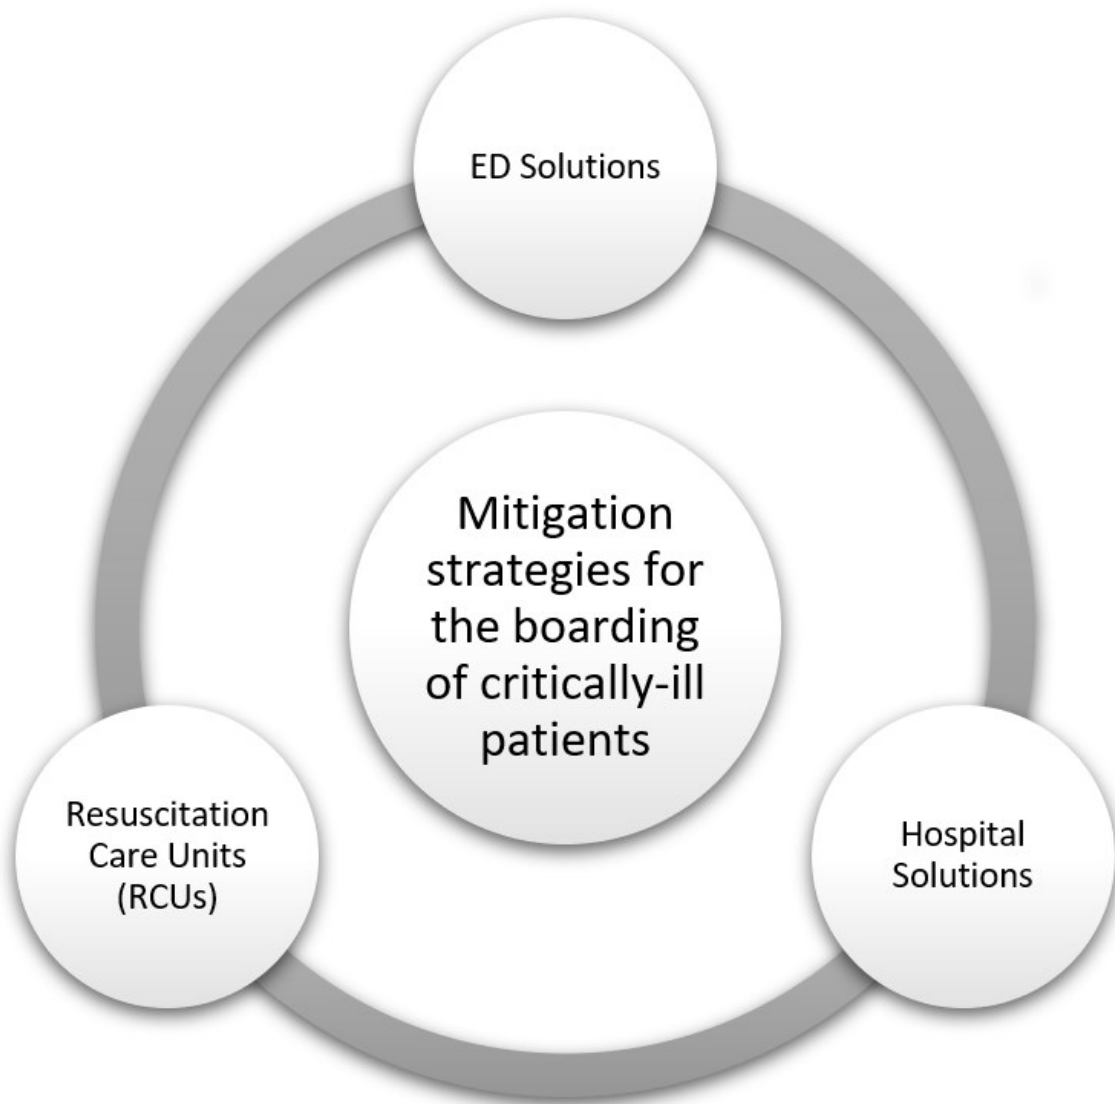 ED Solutions
Mitigation
strategies for
the boarding
of critically-ill
patients
Resuscitation
Care Units
(RCUs)
Hospital
Solutions